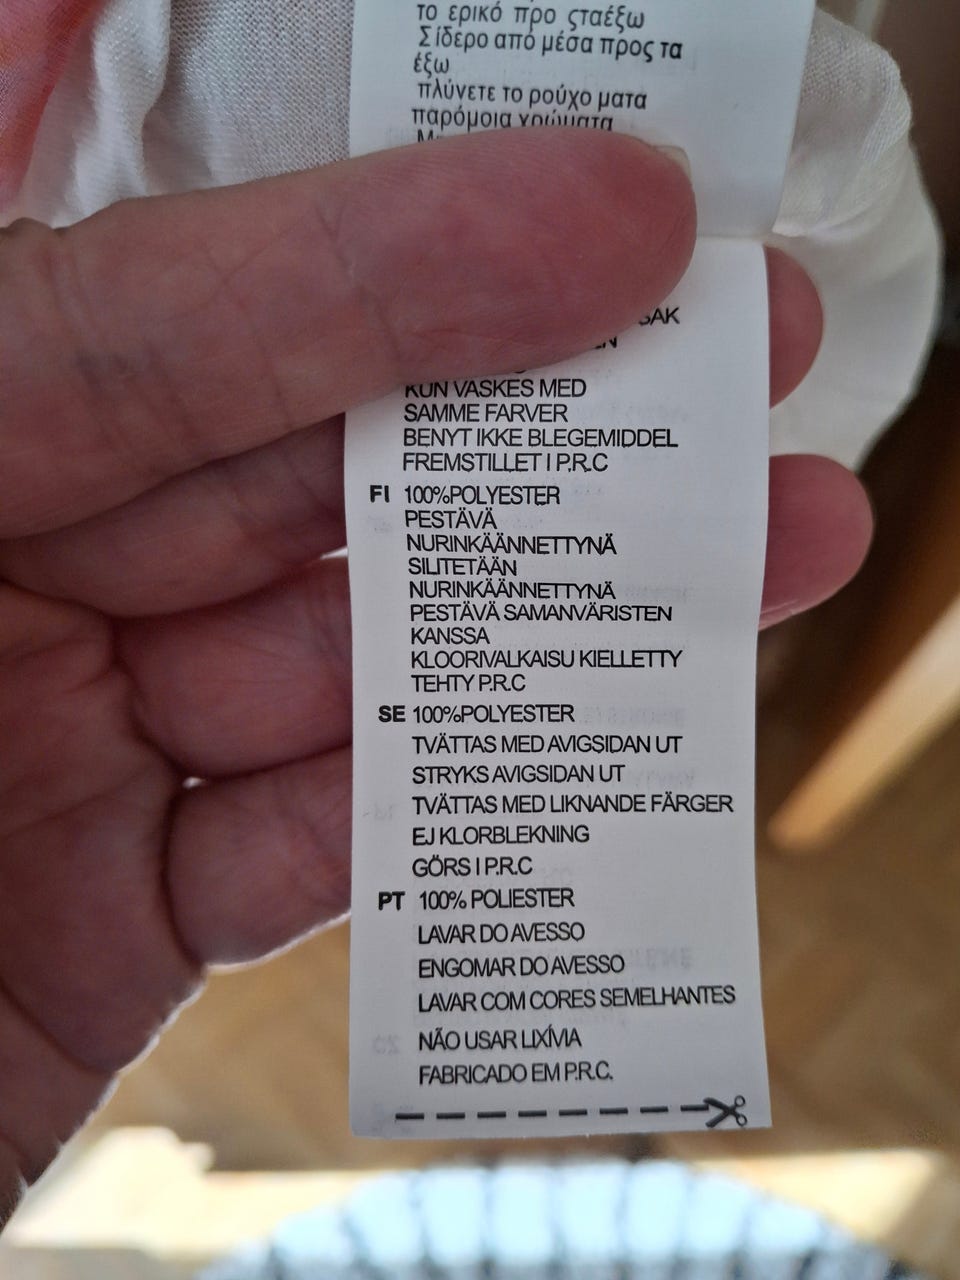 το ερικό προ ςταέξω
Σίδερο από μέσα προς τα
έξω
πλύνετε το ρούχο ματα
παρόμοια χρώματα
KUN VASKES MED
SAMME FARVER
BENYT IKKE BLEGEMIDDEL
FREMSTILLET I P.R.C
FI 100%POLYESTER
PESTÄVÄ
NURINKÄÄNNETTYNÄ
SILITETÄÄN
NURINKÄÄNNETTYNÄ
PESTÄVÄ SAMANVÄRISTEN
KANSSA
KLOORIVALKAISU KIELLETTY
TEHTY P.R.C
SE 100%POLYESTER
TVÄTTAS MED AVIGSIDAN UT
STRYKS AVIGSIDAN UT
TVÄTTAS MED LIKNANDE FÄRGER
EJ KLORBLEKNING
GÖRS I P.R.C
PT 100% POLIESTER
LAVAR DO AVESSO
ENGOMAR DO AVESSO
LAVAR COM CORES SEMELHANTES
NÃO USAR LIXÍVIA
FABRICADO EM P.R.C.